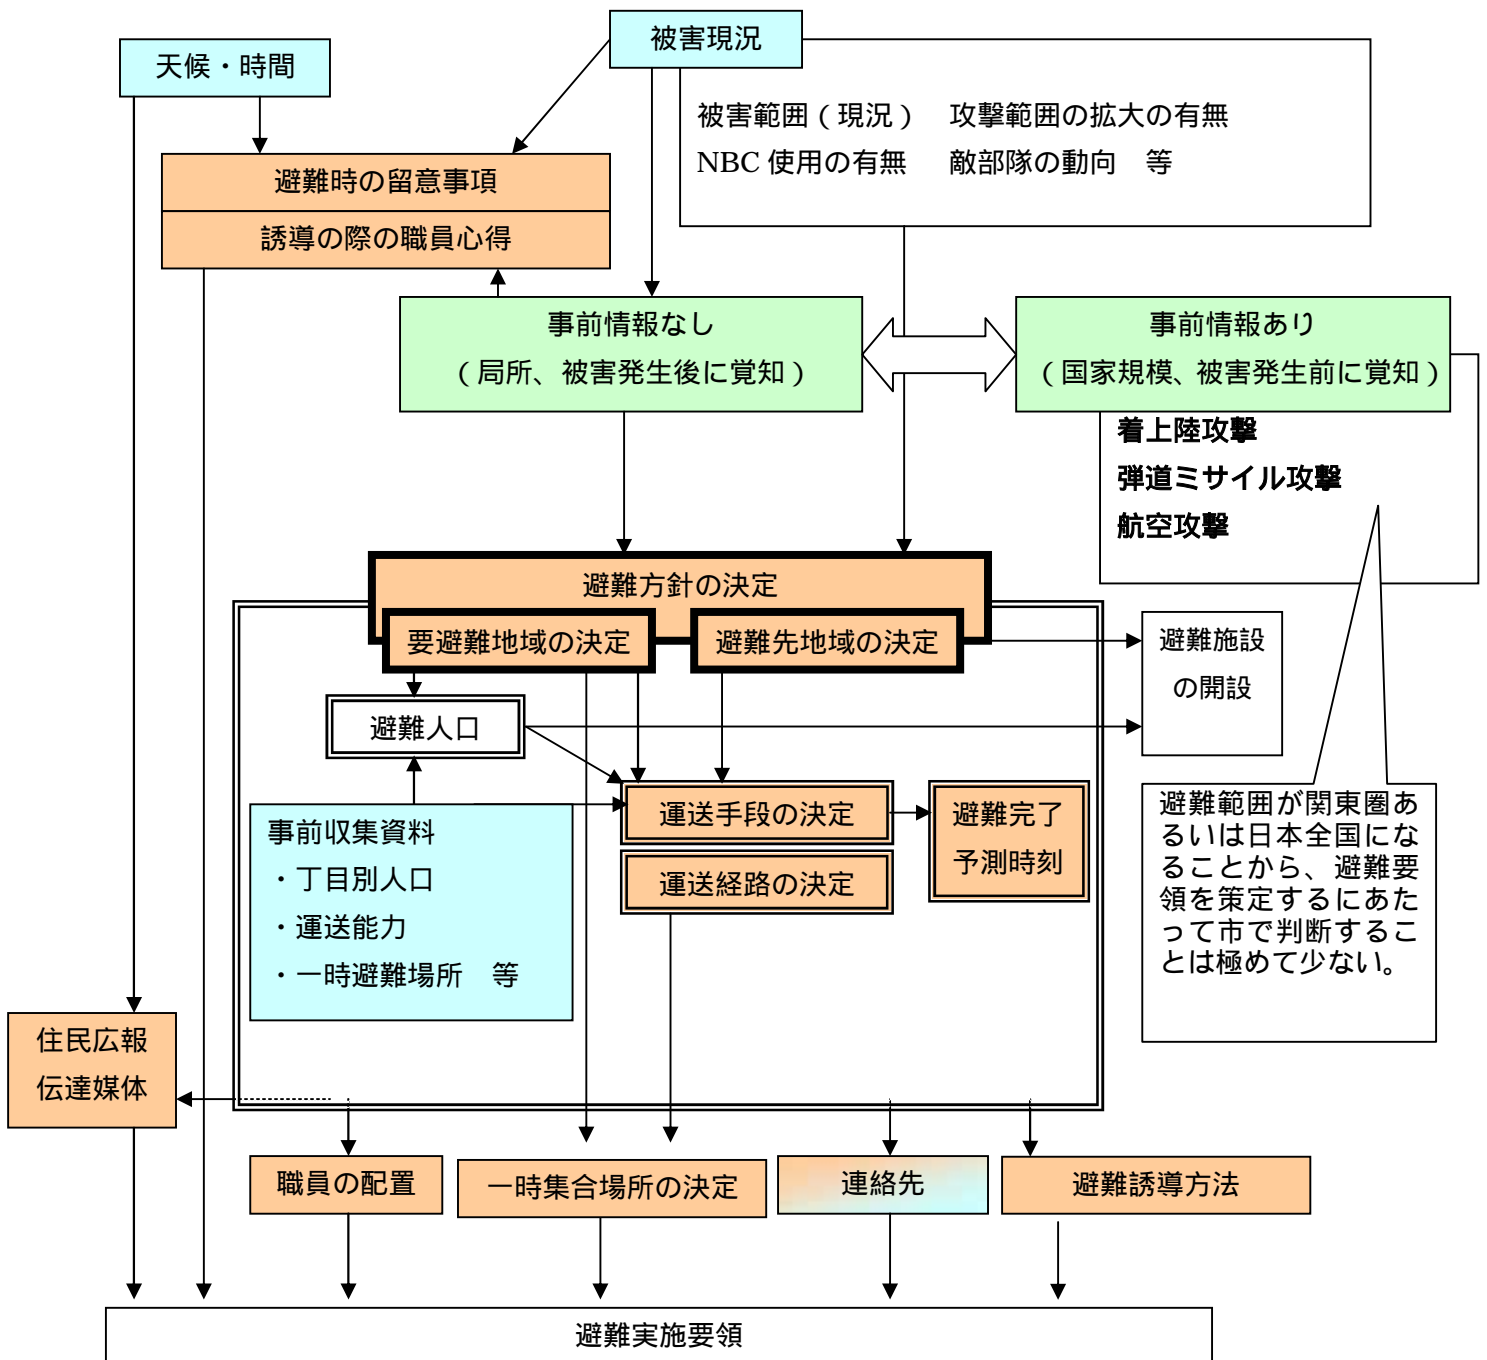 被害現況
天候・時間
被害範囲（現況）　攻撃範囲の拡大の有無
NBC 使用の有無　敵部隊の動向　等
避難時の留意事項
誘導の際の職員心得
事前情報なし
（局所、被害発生後に覚知）
事前情報あり
（国家規模、被害発生前に覚知）
着上陸攻撃
弾道ミサイル攻撃
航空攻撃
避難方針の決定
要避難地域の決定
避難先地域の決定
避難施設
の開設
避難人口
運送手段の決定
運送経路の決定
避難完了
予測時刻
事前収集資料
・丁目別人口
・運送能力
・一時避難場所　等
避難範囲が関東圏あ
るいは日本全国にな
ることから、避難要
領を策定するにあた
って市で判断するこ
とは極めて少ない。
住民広報
伝達媒体
職員の配置
一時集合場所の決定
連絡先
避難誘導方法
避難実施要領